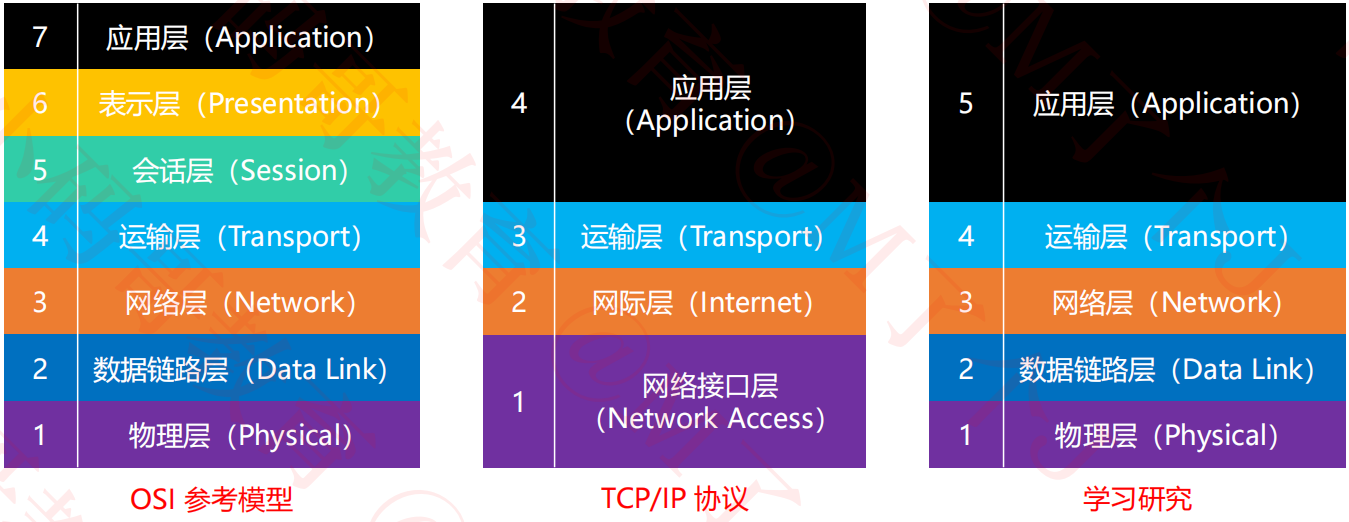 7 应用层（Application）
6 表示层（Presentation）
5 会话层（Session）
4 运输层（Transport）
3 网络层（Network）
2 数据链路层（Data Link）
1 物理层（Physical）
OSI 参考模型
4 应用层
（Application）
3 运输层（Transport）
2 网际层（Internet）
1 网络接口层
（Network Access）
TCP/IP 协议
5 应用层（Application）
4 运输层（Transport）
3 网络层（Network）
2 数据链路层（Data Link）
1 物理层（Physical）
学习研究